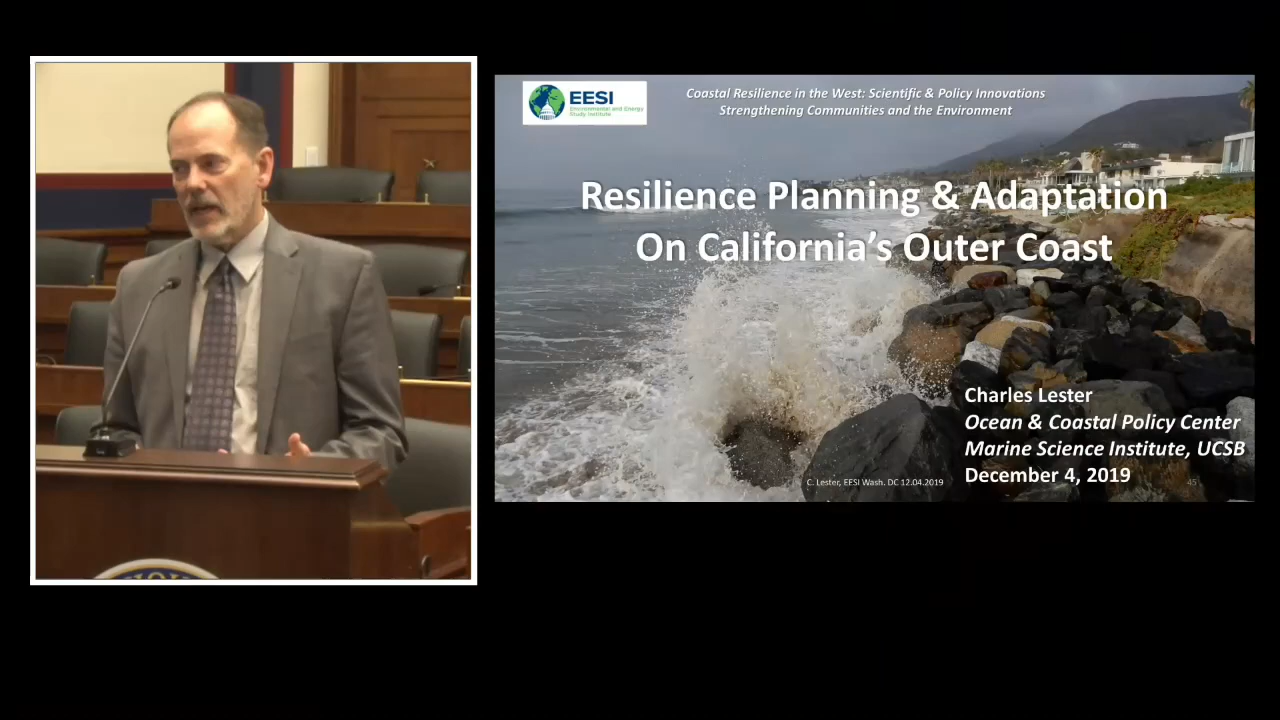 EESI
Environmental and Energy
Study Institute
Coastal Resilience in the West: Scientific & Policy Innovations
Strengthening Communities and the Environment
Resilience Planning & Adaptation
On California's Outer Coast
Charles Lester
Ocean & Coastal Policy Center
Marine Science Institute, UCSB
December 4, 2019
C. Lester, EESI Wash. DC 12.04.2019
45